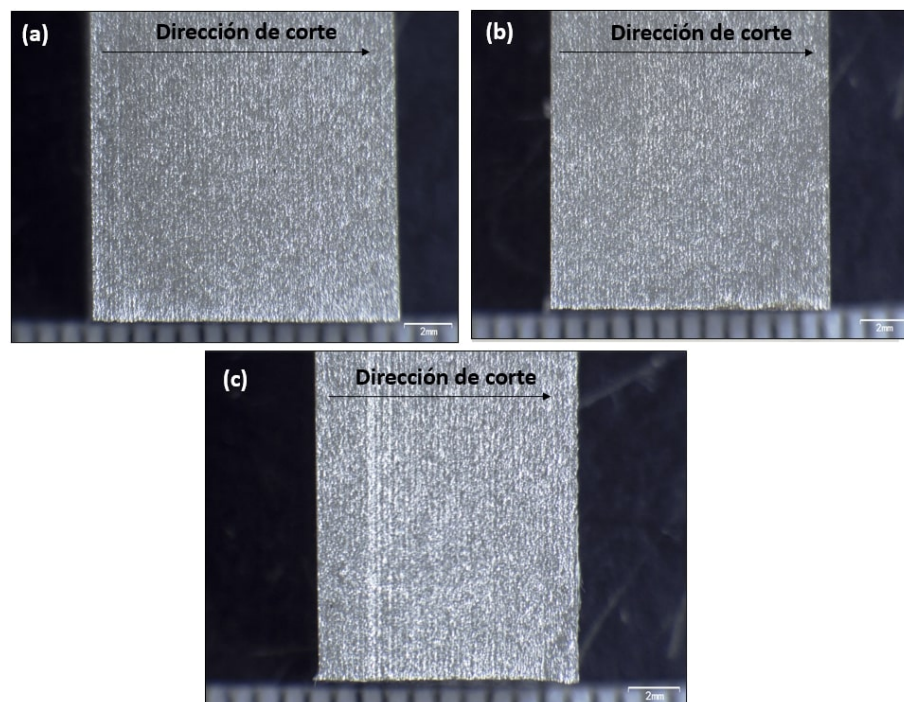 (a)
Dirección de corte
2mm
(b)
Dirección de corte
2mm
(c)
Dirección de corte
2mm